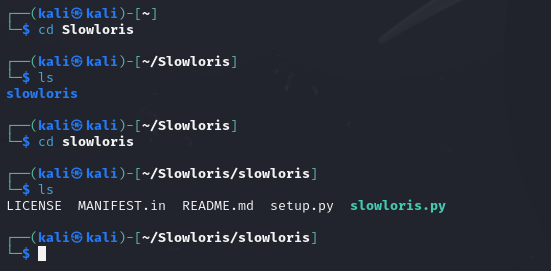 ┌──(kali㉿kali)-[~]
└─$ cd Slowloris
┌──(kali㉿kali)-[~/Slowloris]
└─$ ls
slowloris
┌──(kali㉿kali)-[~/Slowloris]
└─$ cd slowloris
┌──(kali㉿kali)-[~/Slowloris/slowloris]
└─$ ls
LICENSE  MANIFEST.in  README.md  setup.py  slowloris.py
┌──(kali㉿kali)-[~/Slowloris/slowloris]
└─$